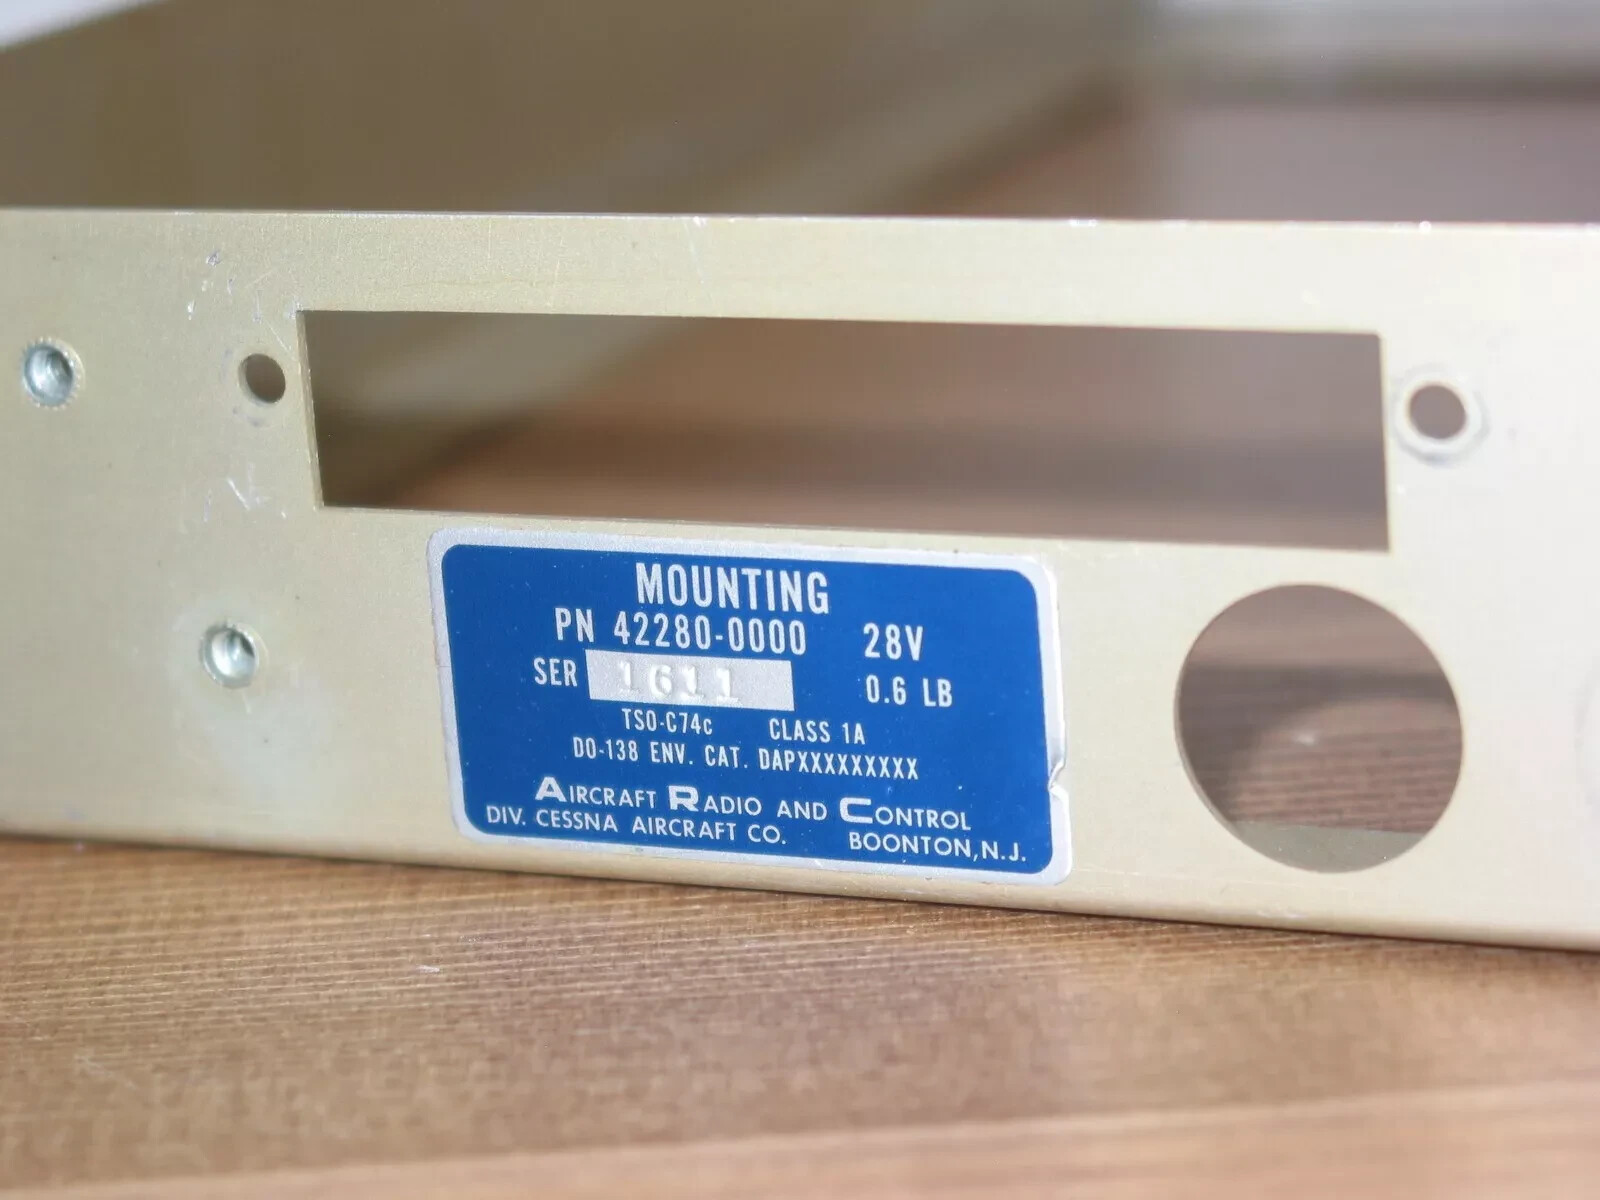 MOUNTING
PN 42280-0000 28V
SER 1611 0.6 LB
TSO-C74c CLASS 1A
DO-138 ENV. CAT. DAPXXXXXXXXX
AIRCRAFT RADIO AND CONTROL
DIV. CESSNA AIRCRAFT CO. BOONTON, N.J.